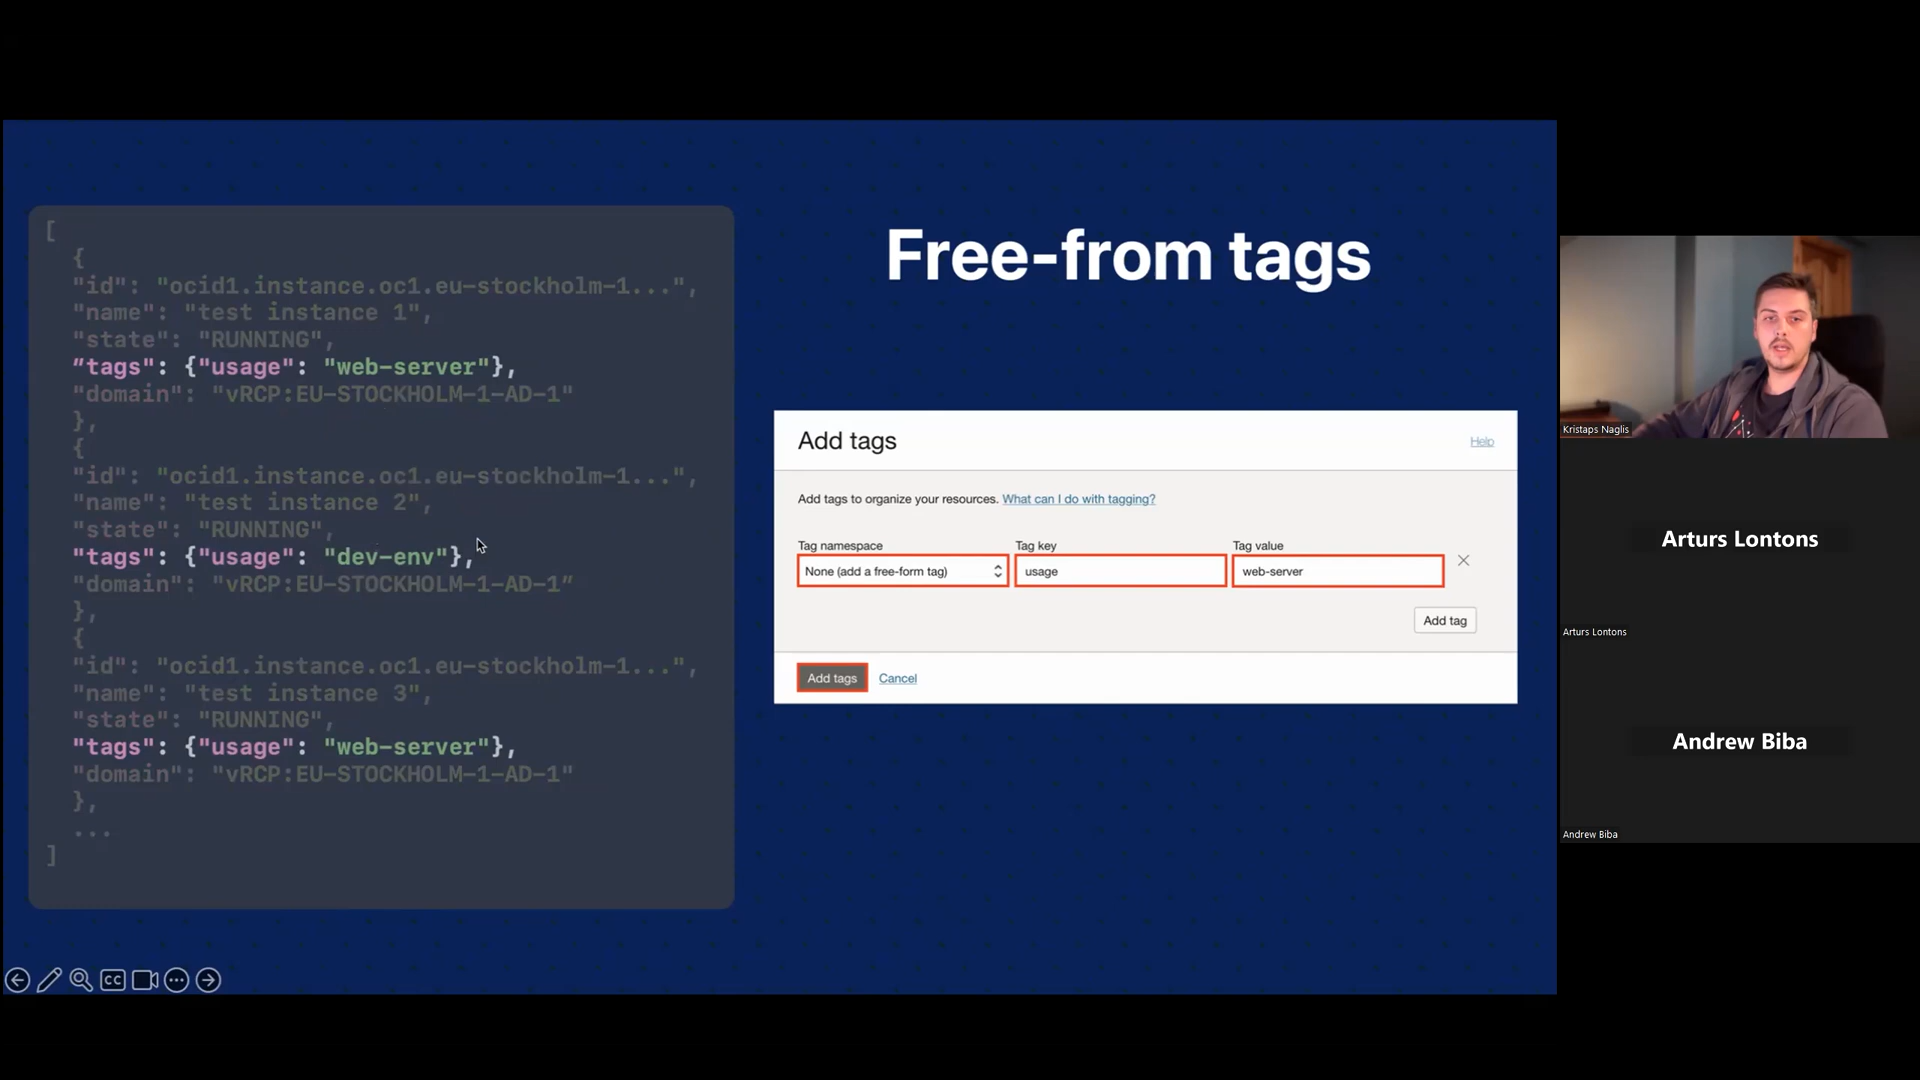 [
{
"id": "ocid1.instance.oc1.eu-stockholm-1...",
"name": "test instance 1",
"state": "RUNNING",
”tags": {"usage": "web-server"},
"domain": "vRCP:EU-STOCKHOLM-1-AD-1"
},
{
"id": "ocid1.instance.oc1.eu-stockholm-1...",
"name": "test instance 2",
"state": "RUNNING",
"tags": {"usage": "dev-env"},
"domain": "vRCP:EU-STOCKHOLM-1-AD-1”
},
{
"id": "ocid1.instance.oc1.eu-stockholm-1...",
"name": "test instance 3",
"state": "RUNNING",
"tags": {"usage": "web-server"},
"domain": "vRCP:EU-STOCKHOLM-1-AD-1"
},
...
]
Free-from tags
Add tags
Help
Add tags to organize your resources. What can I do with tagging?
Tag namespace
Tag key
Tag value
None (add a free-form tag)
usage
web-server
Add tag
Add tags
Cancel
CC
Kristaps Naglis
Arturs Lontons
Arturs Lontons
Andrew Biba
Andrew Biba